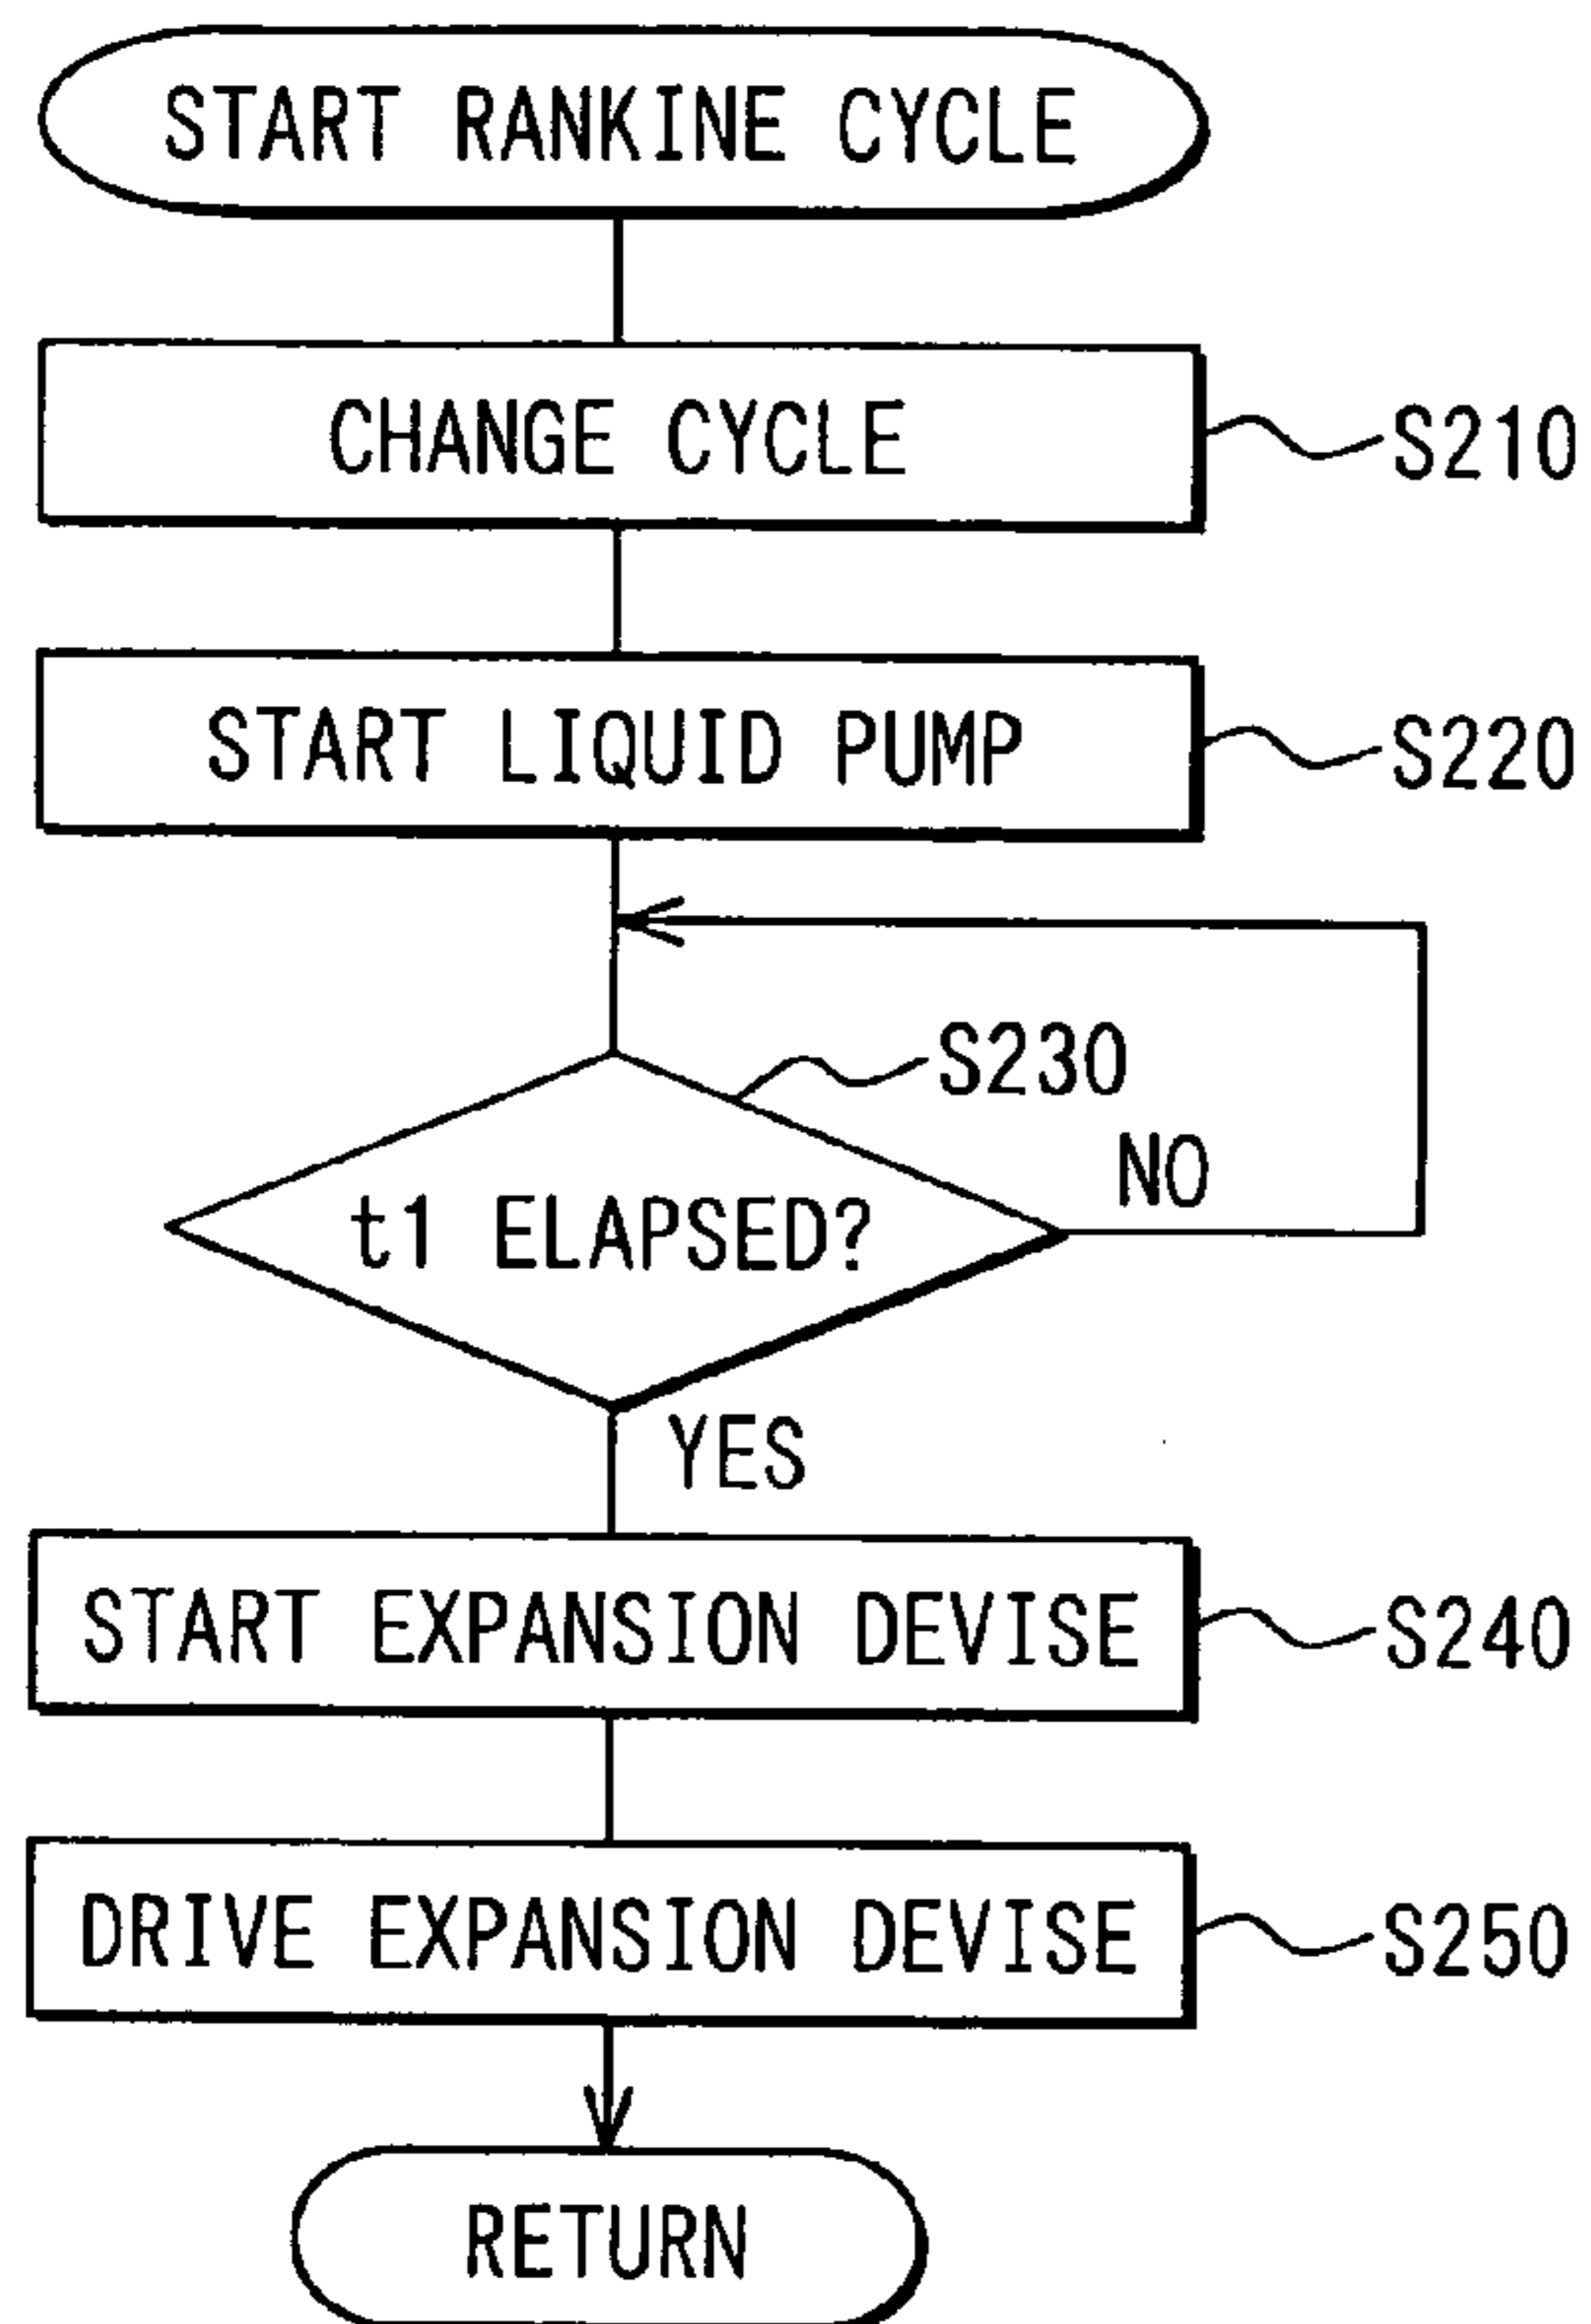 START RANKINE CYCLE
CHANGE CYCLE
S210
START LIQUID PUMP
S220
S230
NO
t1 ELAPSED?
YES
START EXPANSION DEVISE
S240
DRIVE EXPANSION DEVISE
S250
RETURN